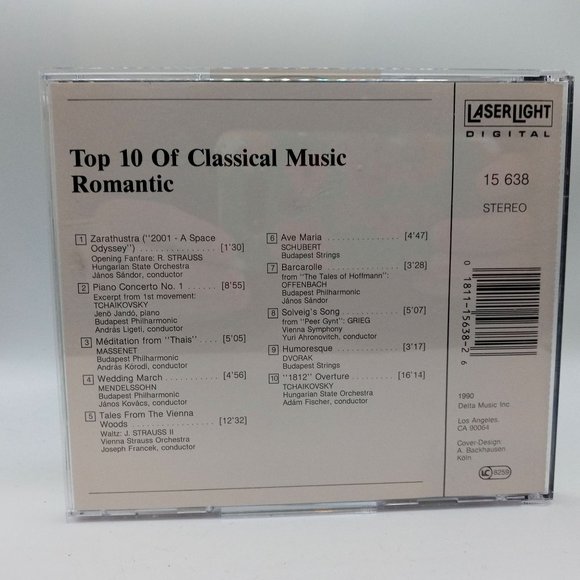 Top 10 Of Classical Music
Romantic
1 Zarathustra ("2001 - A Space
Odyssey") .............. [1'30]
Opening Fanfare: R. STRAUSS
Hungarian State Orchestra
János Sándor, conductor
2 Piano Concerto No. 1 ...... [8'55]
Excerpt from 1st movement:
TCHAIKOVSKY
Jenö Jandó, piano
Budapest Philharmonic
András Ligeti, conductor
3 Méditation from "Thais" .... [5'05]
MASSENET
Budapest Philharmonic
András Kórodi, conductor
4 Wedding March .......... [4'56]
MENDELSSOHN
Budapest Philharmonic
János Kovács, conductor
5 Tales From The Vienna
Woods ................ [12'32]
Waltz: J. STRAUSS II
Vienna Strauss Orchestra
Joseph Francek, conductor
6 Ave Maria .............. [4'47]
SCHUBERT
Budapest Strings
7 Barcarolle .............. [3'28]
from "The Tales of Hoffmann":
OFFENBACH
Budapest Philharmonic
János Sándor
8 Solveig's Song .......... [5'07]
from "Peer Gynt": GRIEG
Vienna Symphony
Yuri Ahronovitch, conductor
9 Humoresque ............ [3'17]
DVORAK
Budapest Strings
10 "1812" Overture ........ [16'14]
TCHAIKOVSKY
Hungarian State Orchestra
Adám Fischer, conductor
LASERLIGHT
DIGITAL
15 638
STEREO
0 1811-15638-2 6
1990
Delta Music Inc.
Los Angeles,
CA 90064
Cover-Design:
A. Backhausen
Köln
LC 8259